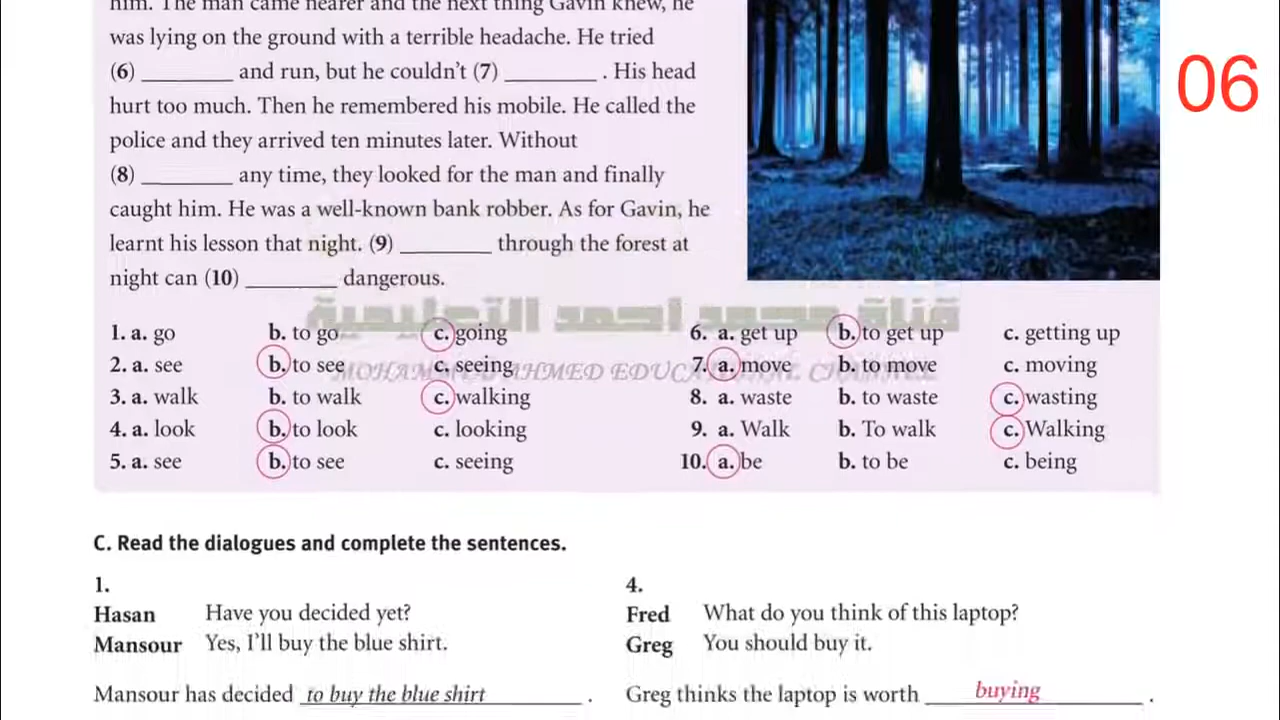 him. The man came nearer and the next thing Gavin knew, he
was lying on the ground with a terrible headache. He tried
(6) ________ and run, but he couldn't (7) ________ . His head
hurt too much. Then he remembered his mobile. He called the
police and they arrived ten minutes later. Without
(8) ________ any time, they looked for the man and finally
caught him. He was a well-known bank robber. As for Gavin, he
learnt his lesson that night. (9) ________ through the forest at
night can (10) ________ dangerous.
06
قناة محمد احمد التعليمية
MOHAMMED AHMED EDUCATIONAL CHANNEL
1. a. go b. to go c. going
2. a. see b. to see c. seeing
3. a. walk b. to walk c. walking
4. a. look b. to look c. looking
5. a. see b. to see c. seeing
6. a. get up b. to get up c. getting up
7. a. move b. to move c. moving
8. a. waste b. to waste c. wasting
9. a. Walk b. To walk c. Walking
10. a. be b. to be c. being
C. Read the dialogues and complete the sentences.
1.
Hasan Have you decided yet?
Mansour Yes, I'll buy the blue shirt.
Mansour has decided to buy the blue shirt .
4.
Fred What do you think of this laptop?
Greg You should buy it.
Greg thinks the laptop is worth buying .